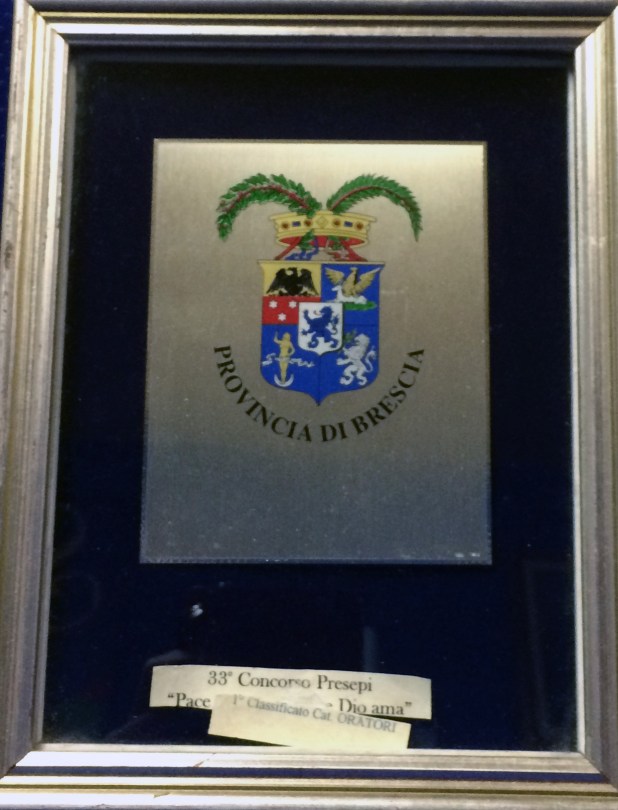 PROVINCIA DI BRESCIA
33° Concorso Presepi
“Pace Dio ama”
1° Classificato Cat. ORATORI